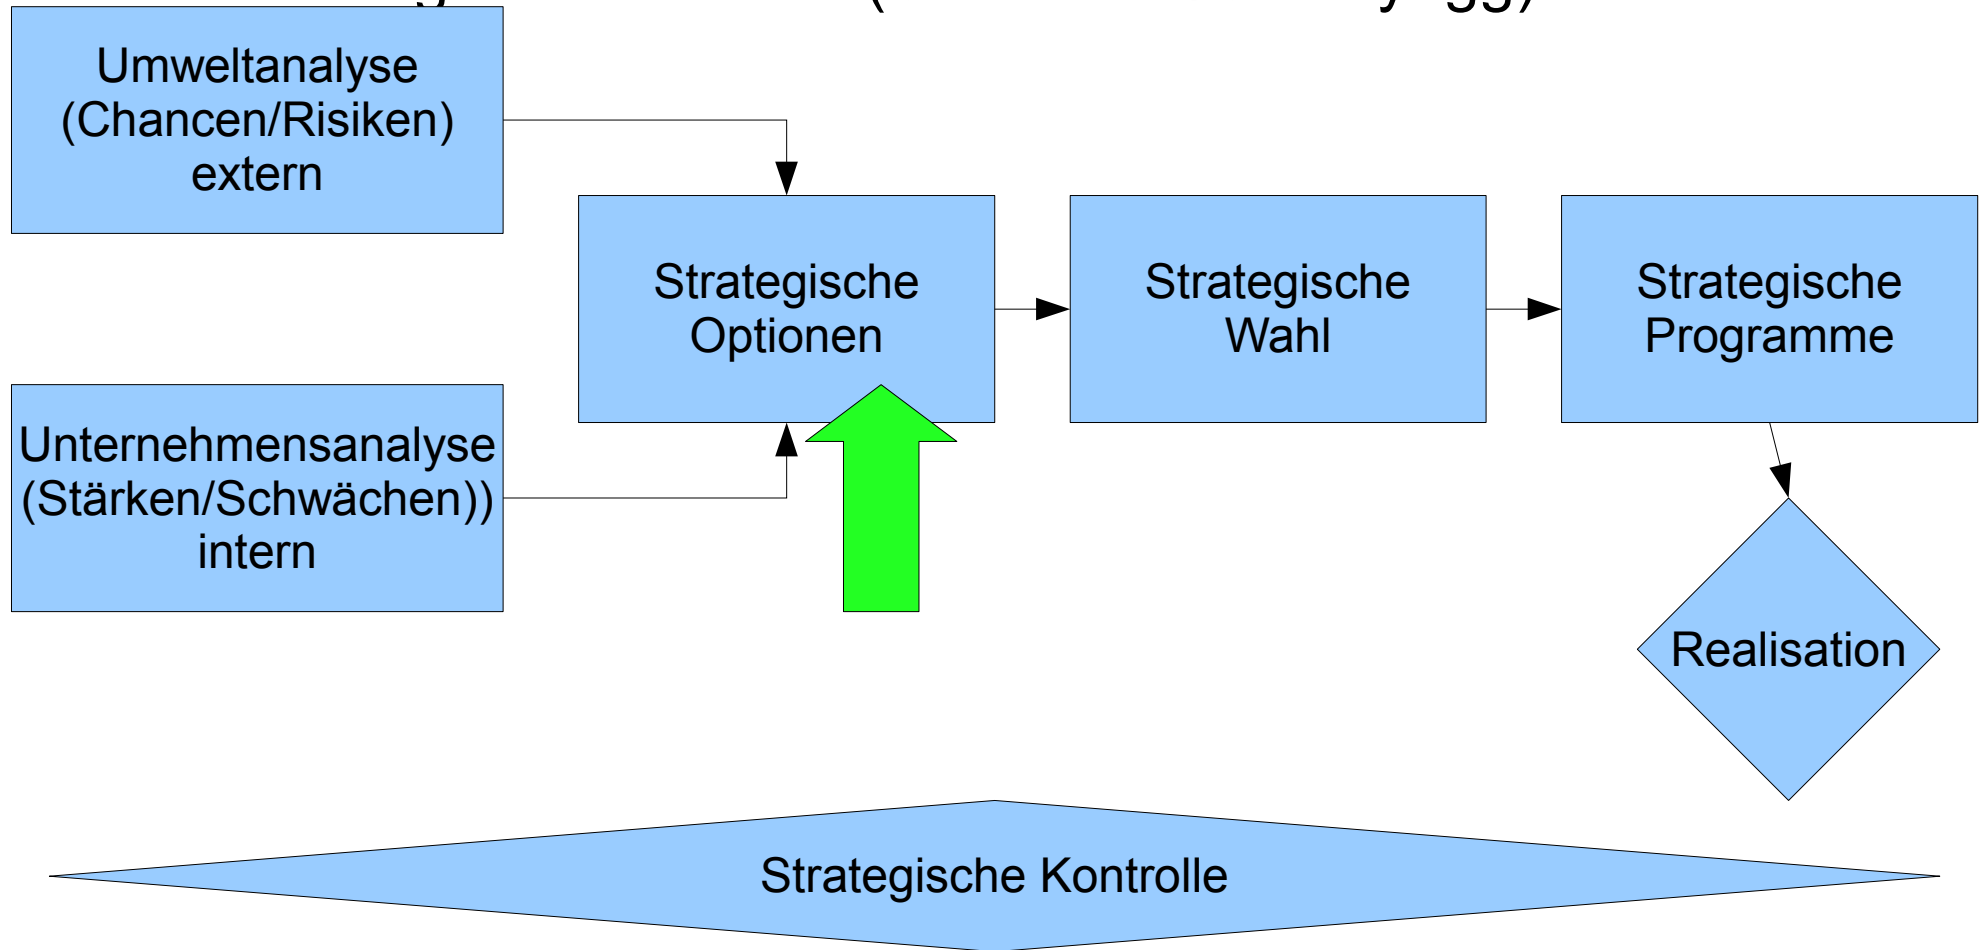 Umweltanalyse
(Chancen/Risiken)
extern
Strategische
Optionen
Strategische
Wahl
Strategische
Programme
Unternehmensanalyse
(Stärken/Schwächen))
intern
Realisation
Strategische Kontrolle